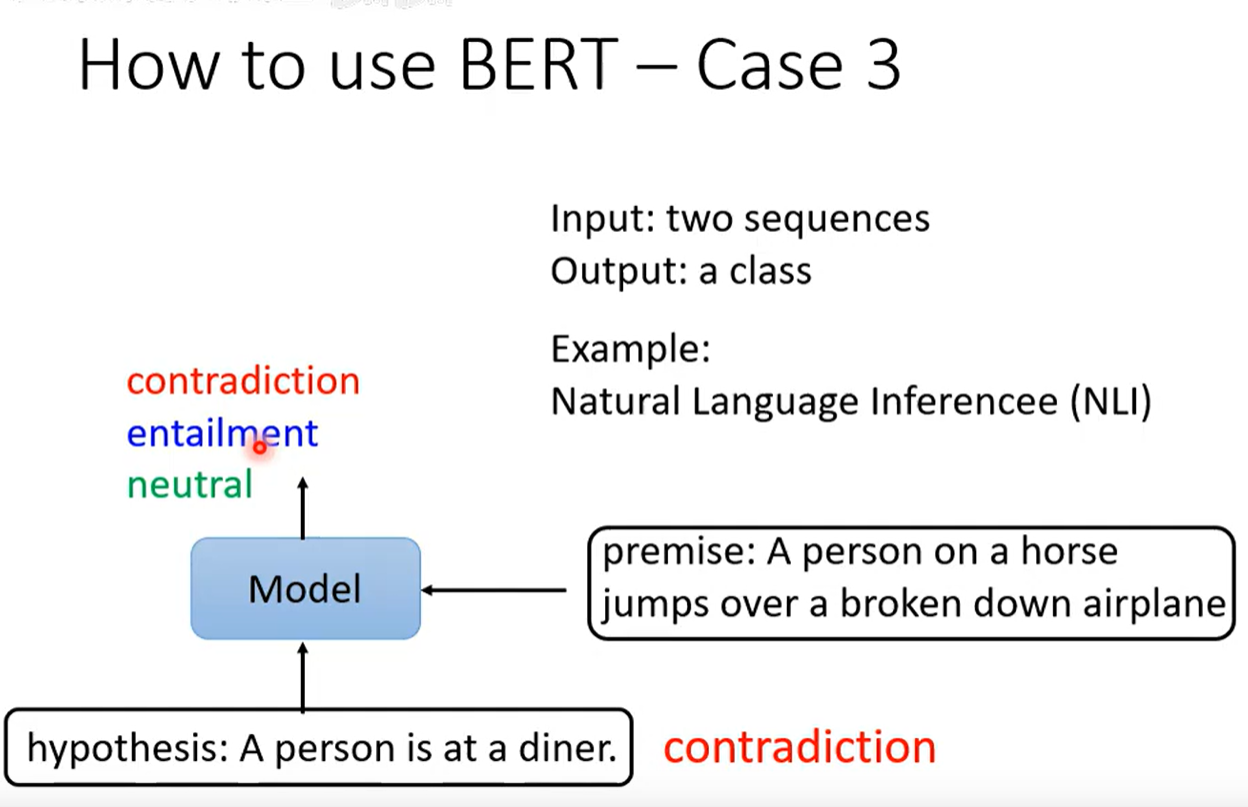 How to use BERT – Case 3
Input: two sequences
Output: a class
Example:
Natural Language Inferencee (NLI)
contradiction
entailment
neutral
Model
premise: A person on a horse
jumps over a broken down airplane
hypothesis: A person is at a diner.
contradiction